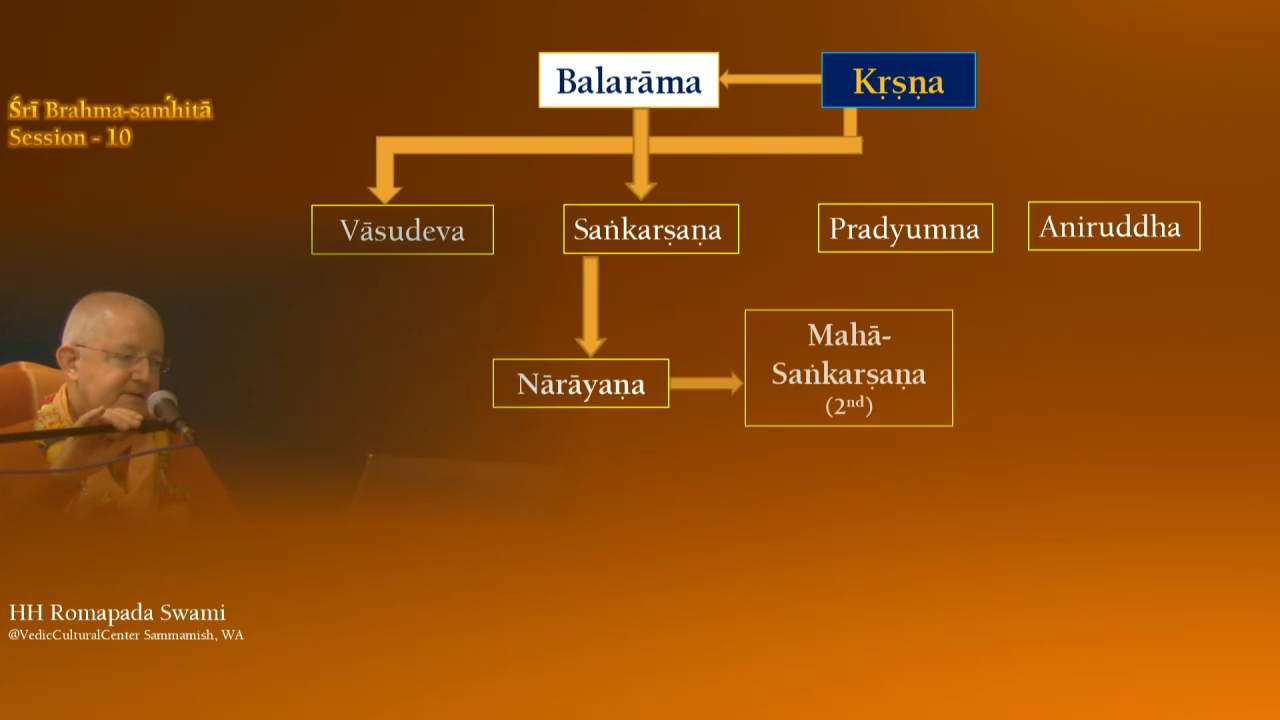 Śrī Brahma-saṁhitā
Session - 10
Balarāma
Kṛṣṇa
Vāsudeva
Saṅkarṣaṇa
Pradyumna
Aniruddha
Nārāyaṇa
Mahā-
Saṅkarṣaṇa
(2nd)
HH Romapada Swami
@VedicCulturalCenter Sammamish, WA